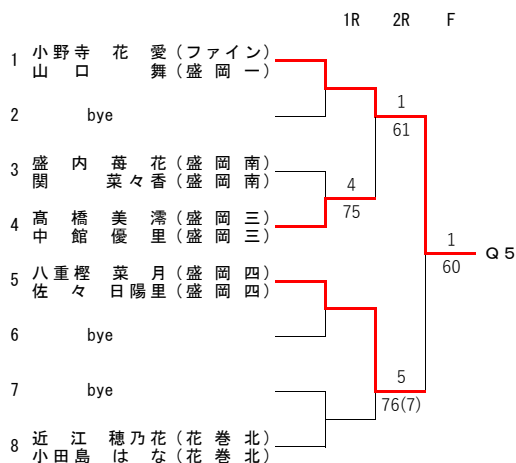 1R 2R F
1 小野寺 花 愛 (ファイン)
山 口 舞 (盛 岡 一)
2 bye
3 盛 内 苺 花 (盛 岡 南)
関 菜々香 (盛 岡 南)
4 髙 橋 美 澪 (盛 岡 三)
中 館 優 里 (盛 岡 三)
5 八重樫 菜 月 (盛 岡 四)
佐 々 日陽里 (盛 岡 四)
6 bye
7 bye
8 近 江 穂乃花 (花 巻 北)
小田島 は な (花 巻 北)
4
75
1
61
5
76(7)
1
60
Q5